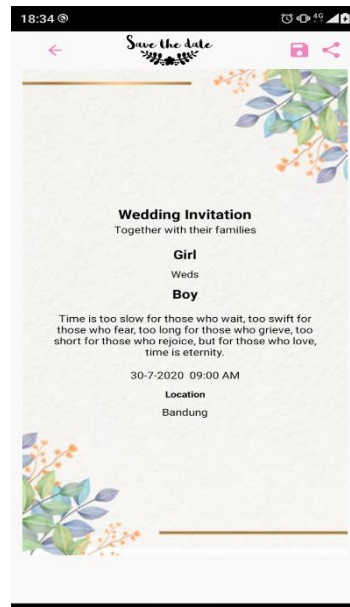 18:34
4G
Save the date
Wedding Invitation
Together with their families
Girl
Weds
Boy
Time is too slow for those who wait, too swift for
those who fear, too long for those who grieve, too
short for those who rejoice, but for those who love,
time is eternity.
30-7-2020 09:00 AM
Location
Bandung